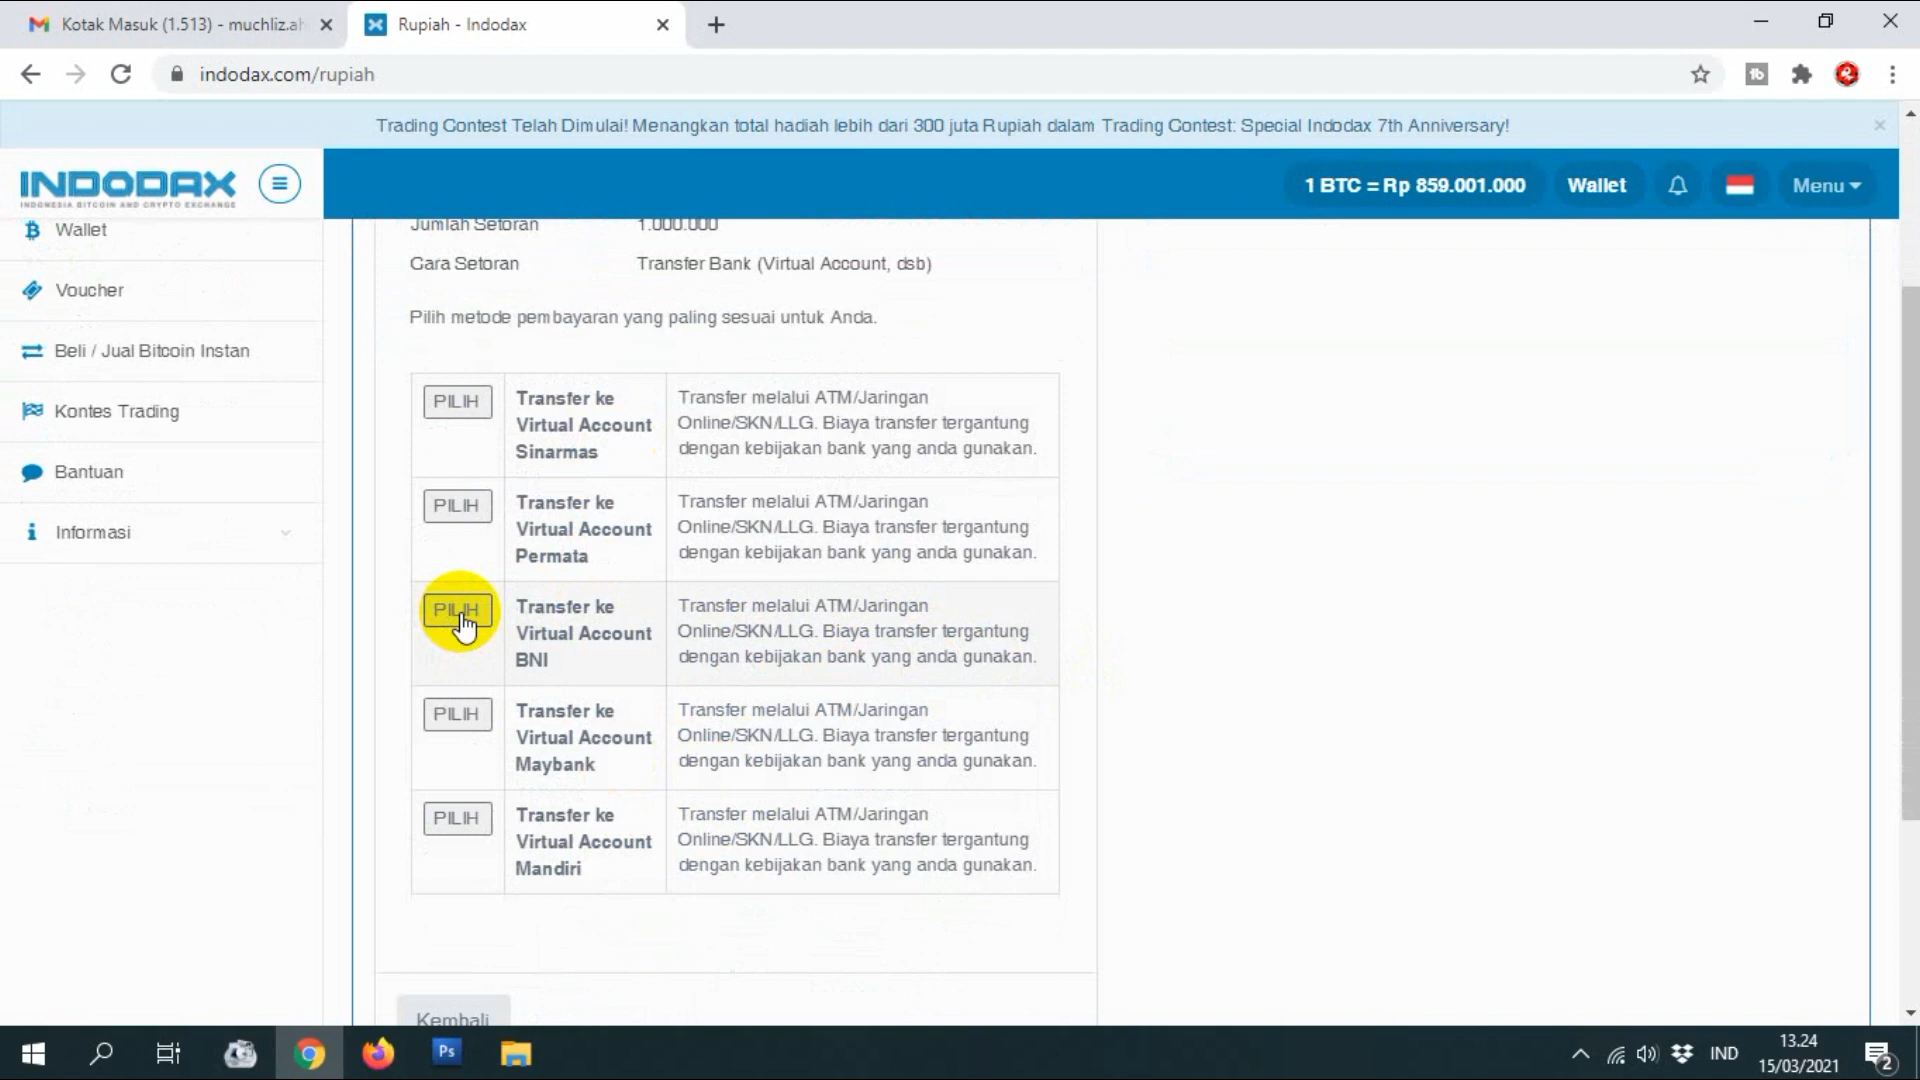 Kotak Masuk (1.513) - muchliz.ah
Rupiah - Indodax
indodax.com/rupiah
Trading Contest Telah Dimulai! Menangkan total hadiah lebih dari 300 juta Rupiah dalam Trading Contest: Special Indodax 7th Anniversary!
INDODAX
INDONESIA BITCOIN AND CRYPTO EXCHANGE
1 BTC = Rp 859.001.000
Wallet
Menu
Wallet
Voucher
Beli / Jual Bitcoin Instan
Kontes Trading
Bantuan
Informasi
Jumlah Setoran 1.000.000
Cara Setoran Transfer Bank (Virtual Account, dsb)
Pilih metode pembayaran yang paling sesuai untuk Anda.
PILIH
Transfer ke
Virtual Account
Sinarmas
Transfer melalui ATM/Jaringan
Online/SKN/LLG. Biaya transfer tergantung
dengan kebijakan bank yang anda gunakan.
PILIH
Transfer ke
Virtual Account
Permata
Transfer melalui ATM/Jaringan
Online/SKN/LLG. Biaya transfer tergantung
dengan kebijakan bank yang anda gunakan.
PILIH
Transfer ke
Virtual Account
BNI
Transfer melalui ATM/Jaringan
Online/SKN/LLG. Biaya transfer tergantung
dengan kebijakan bank yang anda gunakan.
PILIH
Transfer ke
Virtual Account
Maybank
Transfer melalui ATM/Jaringan
Online/SKN/LLG. Biaya transfer tergantung
dengan kebijakan bank yang anda gunakan.
PILIH
Transfer ke
Virtual Account
Mandiri
Transfer melalui ATM/Jaringan
Online/SKN/LLG. Biaya transfer tergantung
dengan kebijakan bank yang anda gunakan.
Kembali
Ps
IND
13.24
15/03/2021
2